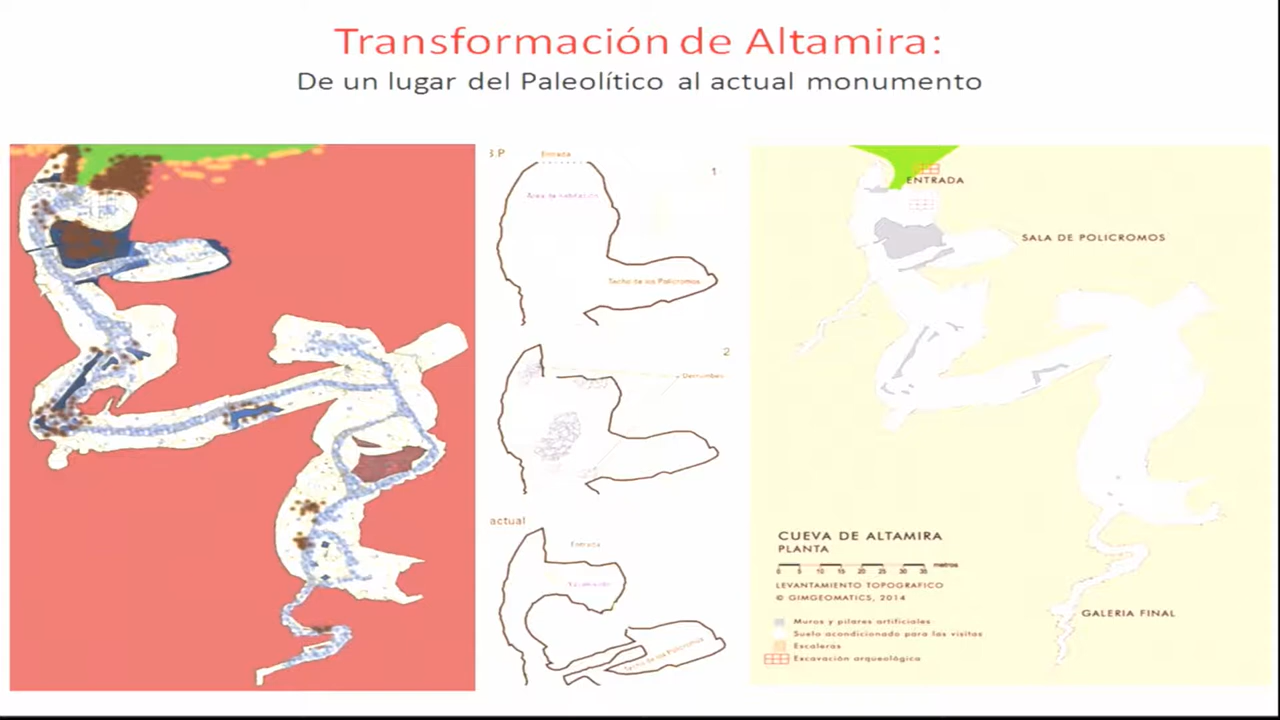 Transformación de Altamira:
De un lugar del Paleolítico al actual monumento
B P
Entrada
1
Área de habitación
Techo de los Polícromos
2
Derrumbes
actual
Entrada
Techo de los Polícromos
ENTRADA
SALA DE POLICROMOS
CUEVA DE ALTAMIRA
PLANTA
0 5 10 15 20 25 30 35 metros
LEVANTAMIENTO TOPOGRAFICO
© GIMGEOMATICS, 2014
GALERIA FINAL
Muros y pilares artificiales
Suelo acondicionado para las visitas
Escaleras
Excavación arqueológica